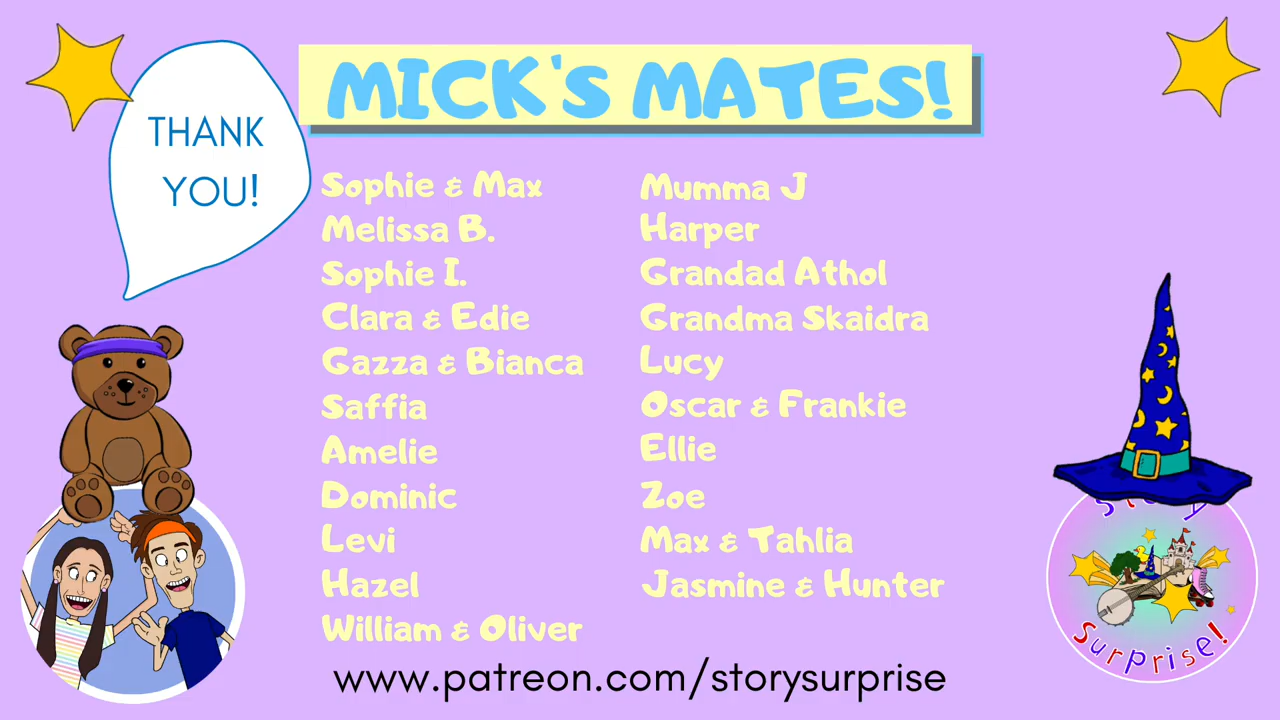 MICK'S MATES!
THANK
YOU!
Sophie & Max
Melissa B.
Sophie I.
Clara & Edie
Gazza & Bianca
Saffia
Amelie
Dominic
Levi
Hazel
William & Oliver
Mumma J
Harper
Grandad Athol
Grandma Skaidra
Lucy
Oscar & Frankie
Ellie
Zoe
Max & Tahlia
Jasmine & Hunter
www.patreon.com/storysurprise
Story
Surprise!